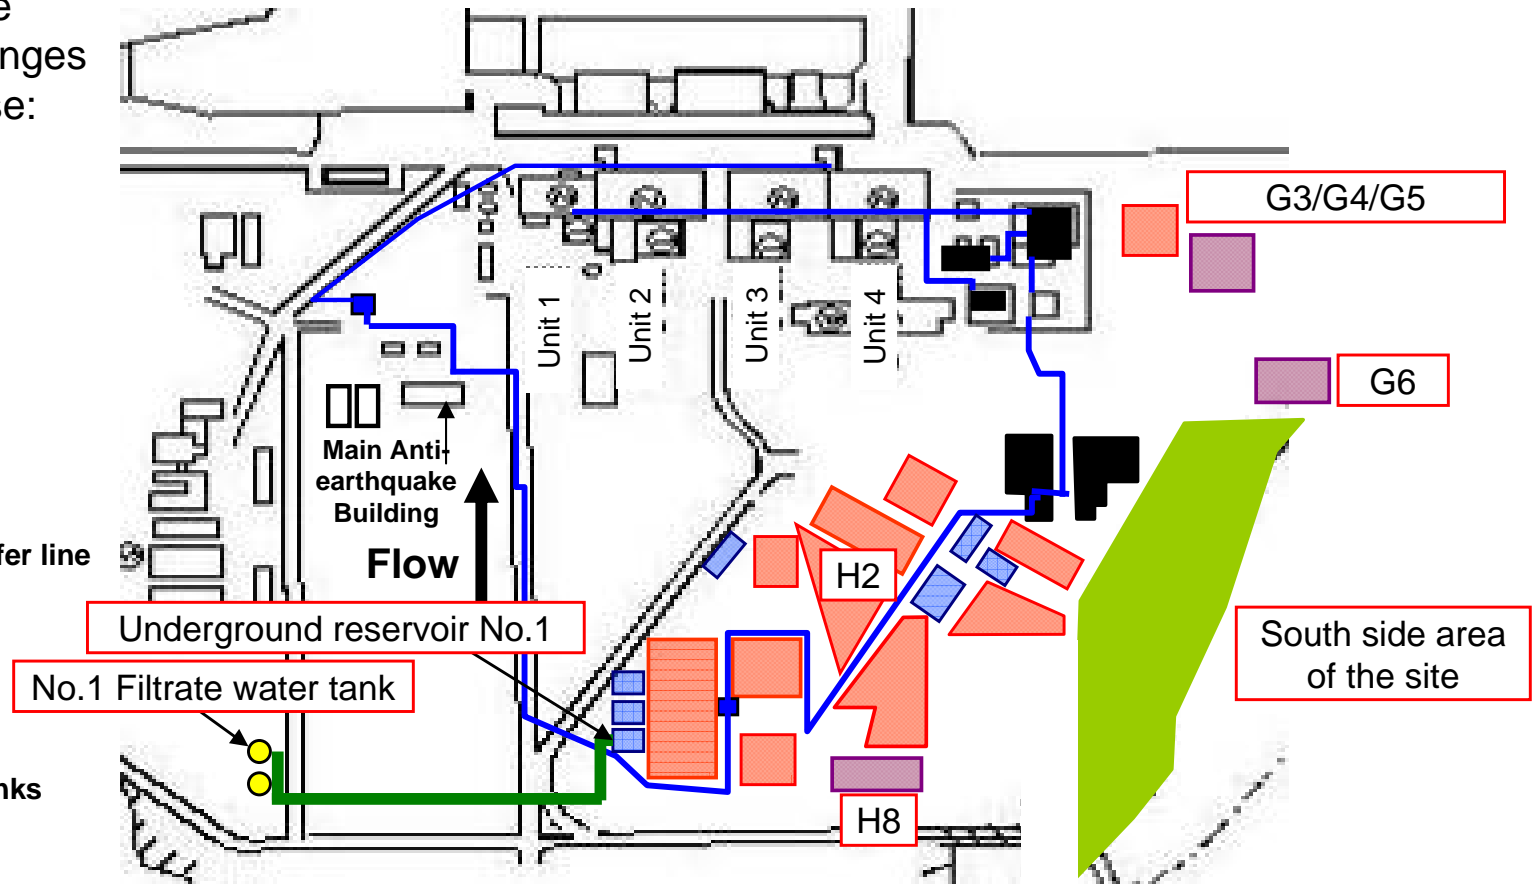 e
nges
se:
G3/G4/G5
Unit 1
Unit 2
Unit 3
Unit 4
G6
Main Anti-
earthquake
Building
Flow
fer line
H2
Underground reservoir No.1
South side area
of the site
No.1 Filtrate water tank
nks
H8